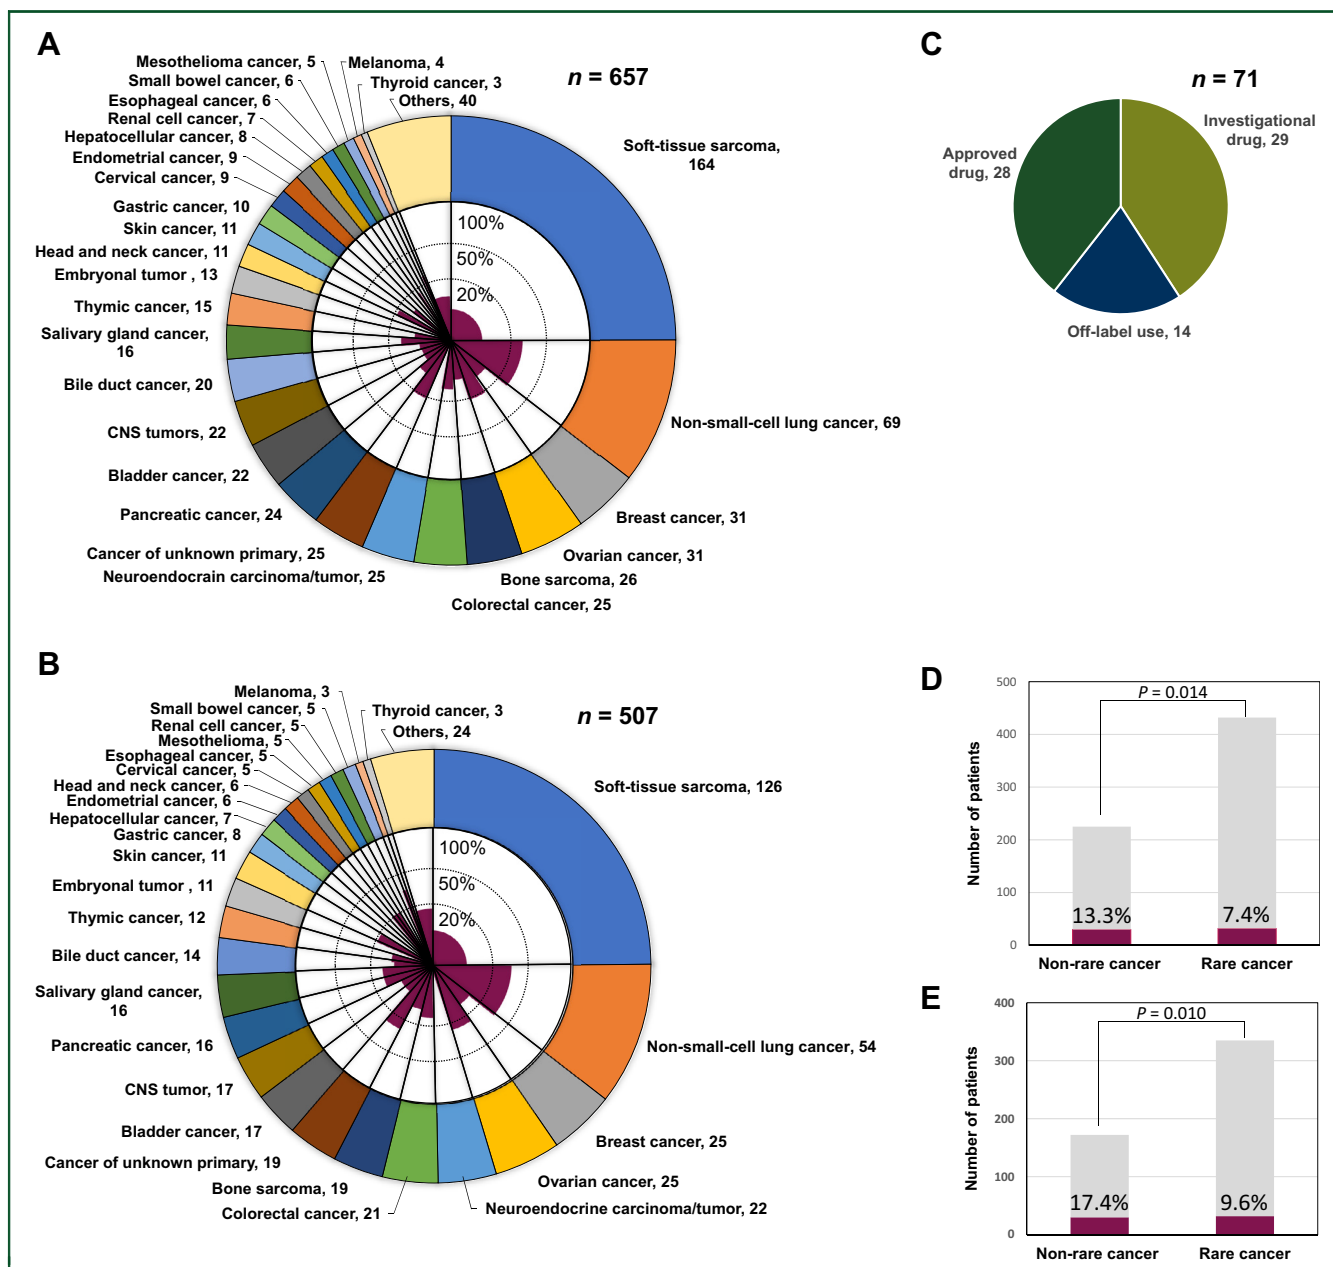 A
n = 657
Mesothelioma cancer, 5
Melanoma, 4
Small bowel cancer, 6
Thyroid cancer, 3
Esophageal cancer, 6
Others, 40
Renal cell cancer, 7
Hepatocellular cancer, 8
Endometrial cancer, 9
Cervical cancer, 9
Gastric cancer, 10
Skin cancer, 11
Head and neck cancer, 11
Embryonal tumor , 13
Thymic cancer, 15
Salivary gland cancer,
16
Bile duct cancer, 20
CNS tumors, 22
Bladder cancer, 22
Pancreatic cancer, 24
Cancer of unknown primary, 25
Neuroendocrain carcinoma/tumor, 25
Colorectal cancer, 25
Bone sarcoma, 26
Ovarian cancer, 31
Breast cancer, 31
Non-small-cell lung cancer, 69
Soft-tissue sarcoma,
164
100%
50%
20%
B
n = 507
Melanoma, 3
Small bowel cancer, 5
Thyroid cancer, 3
Renal cell cancer, 5
Others, 24
Mesothelioma, 5
Esophageal cancer, 5
Cervical cancer, 5
Head and neck cancer, 6
Endometrial cancer, 6
Hepatocellular cancer, 7
Gastric cancer, 8
Skin cancer, 11
Embryonal tumor , 11
Thymic cancer, 12
Bile duct cancer, 14
Salivary gland cancer,
16
Pancreatic cancer, 16
CNS tumor, 17
Bladder cancer, 17
Cancer of unknown primary, 19
Bone sarcoma, 19
Colorectal cancer, 21
Neuroendocrine carcinoma/tumor, 22
Ovarian cancer, 25
Breast cancer, 25
Non-small-cell lung cancer, 54
Soft-tissue sarcoma, 126
100%
50%
20%
C
n = 71
Investigational
drug, 29
Approved
drug, 28
Off-label use, 14
D
Number of patients
500
400
300
200
100
0
P = 0.014
13.3%
7.4%
Non-rare cancer
Rare cancer
E
Number of patients
400
300
200
100
0
P = 0.010
17.4%
9.6%
Non-rare cancer
Rare cancer